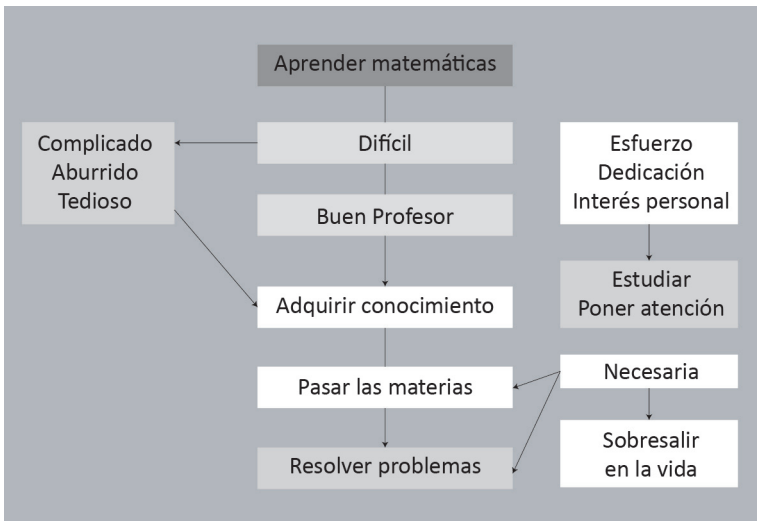 Aprender matemáticas
Complicado
Aburrido
Tedioso
Difícil
Esfuerzo
Dedicación
Interés personal
Buen Profesor
Adquirir conocimiento
Estudiar
Poner atención
Pasar las materias
Necesaria
Resolver problemas
Sobresalir
en la vida